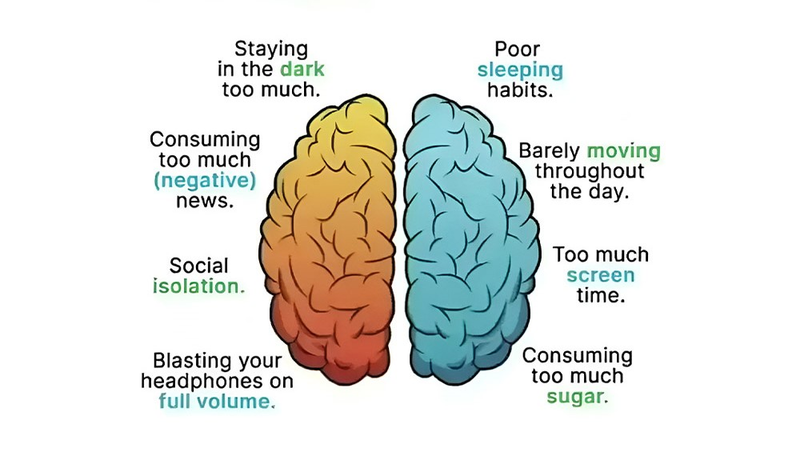 Staying
in the dark
too much.
Consuming
too much
(negative)
news.
Social
isolation.
Blasting your
headphones on
full volume.
Poor
sleeping
habits.
Barely moving
throughout
the day.
Too much
screen
time.
Consuming
too much
sugar.